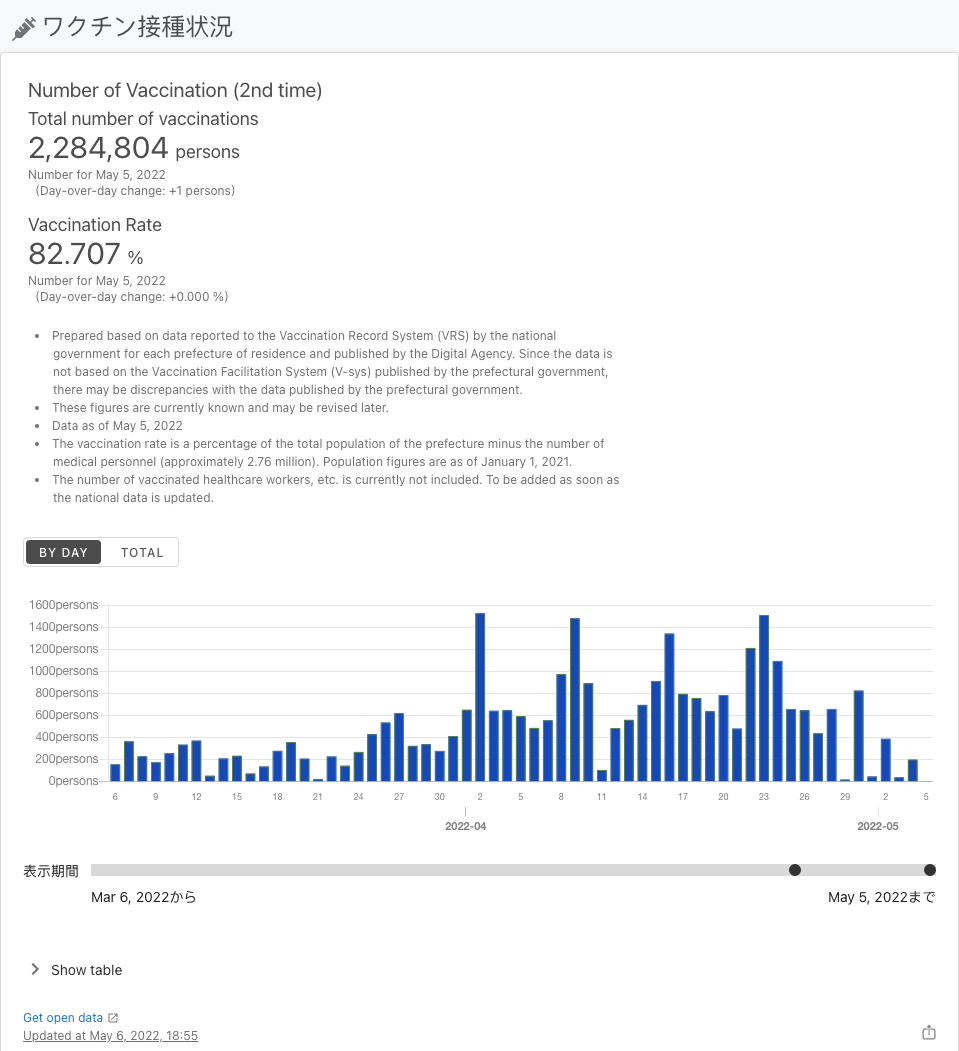 ワクチン接種状況
Number of Vaccination (2nd time)
Total number of vaccinations
2,284,804 persons
Number for May 5, 2022
(Day-over-day change: +1 persons)
Vaccination Rate
82.707 %
Number for May 5, 2022
(Day-over-day change: +0.000 %)
• Prepared based on data reported to the Vaccination Record System (VRS) by the national
government for each prefecture of residence and published by the Digital Agency. Since the data is
not based on the Vaccination Facilitation System (V-sys) published by the prefectural government,
there may be discrepancies with the data published by the prefectural government.
• These figures are currently known and may be revised later.
• Data as of May 5, 2022
• The vaccination rate is a percentage of the total population of the prefecture minus the number of
medical personnel (approximately 2.76 million). Population figures are as of January 1, 2021.
• The number of vaccinated healthcare workers, etc. is currently not included. To be added as soon as
the national data is updated.
BY DAY TOTAL
1600persons
1400persons
1200persons
1000persons
800persons
600persons
400persons
200persons
0persons
6 9 12 15 18 21 24 27 30 2 5 8 11 14 17 20 23 26 29 2 5
2022-04 2022-05
表示期間
Mar 6, 2022から May 5, 2022まで
Show table
Get open data
Updated at May 6, 2022, 18:55